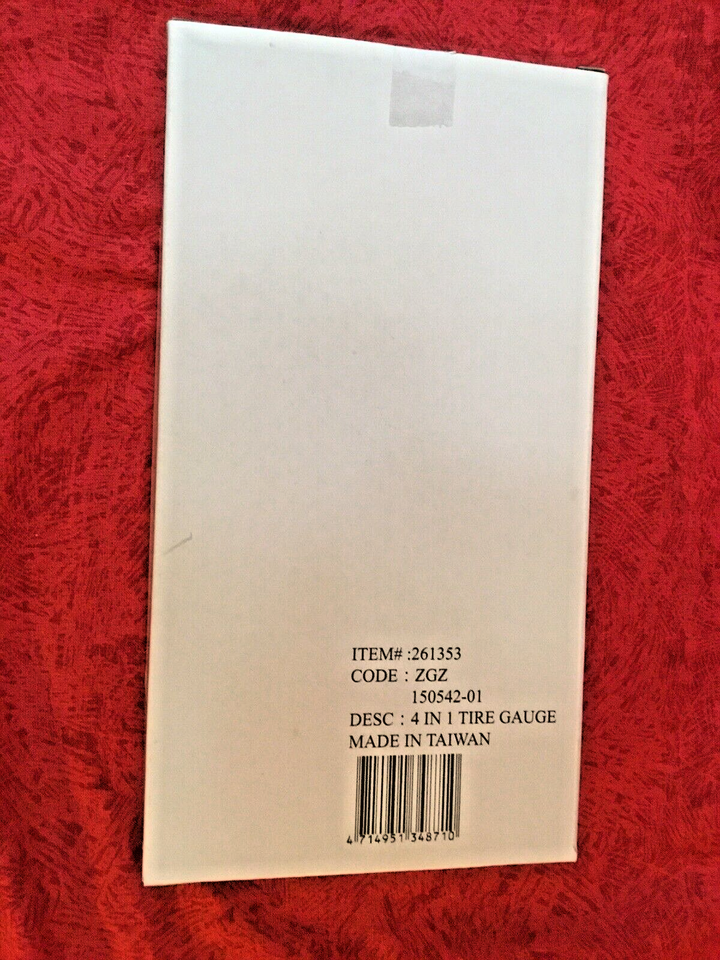 ITEM# :261353
CODE : ZGZ
150542-01
DESC : 4 IN 1 TIRE GAUGE
MADE IN TAIWAN
4 714951 348710